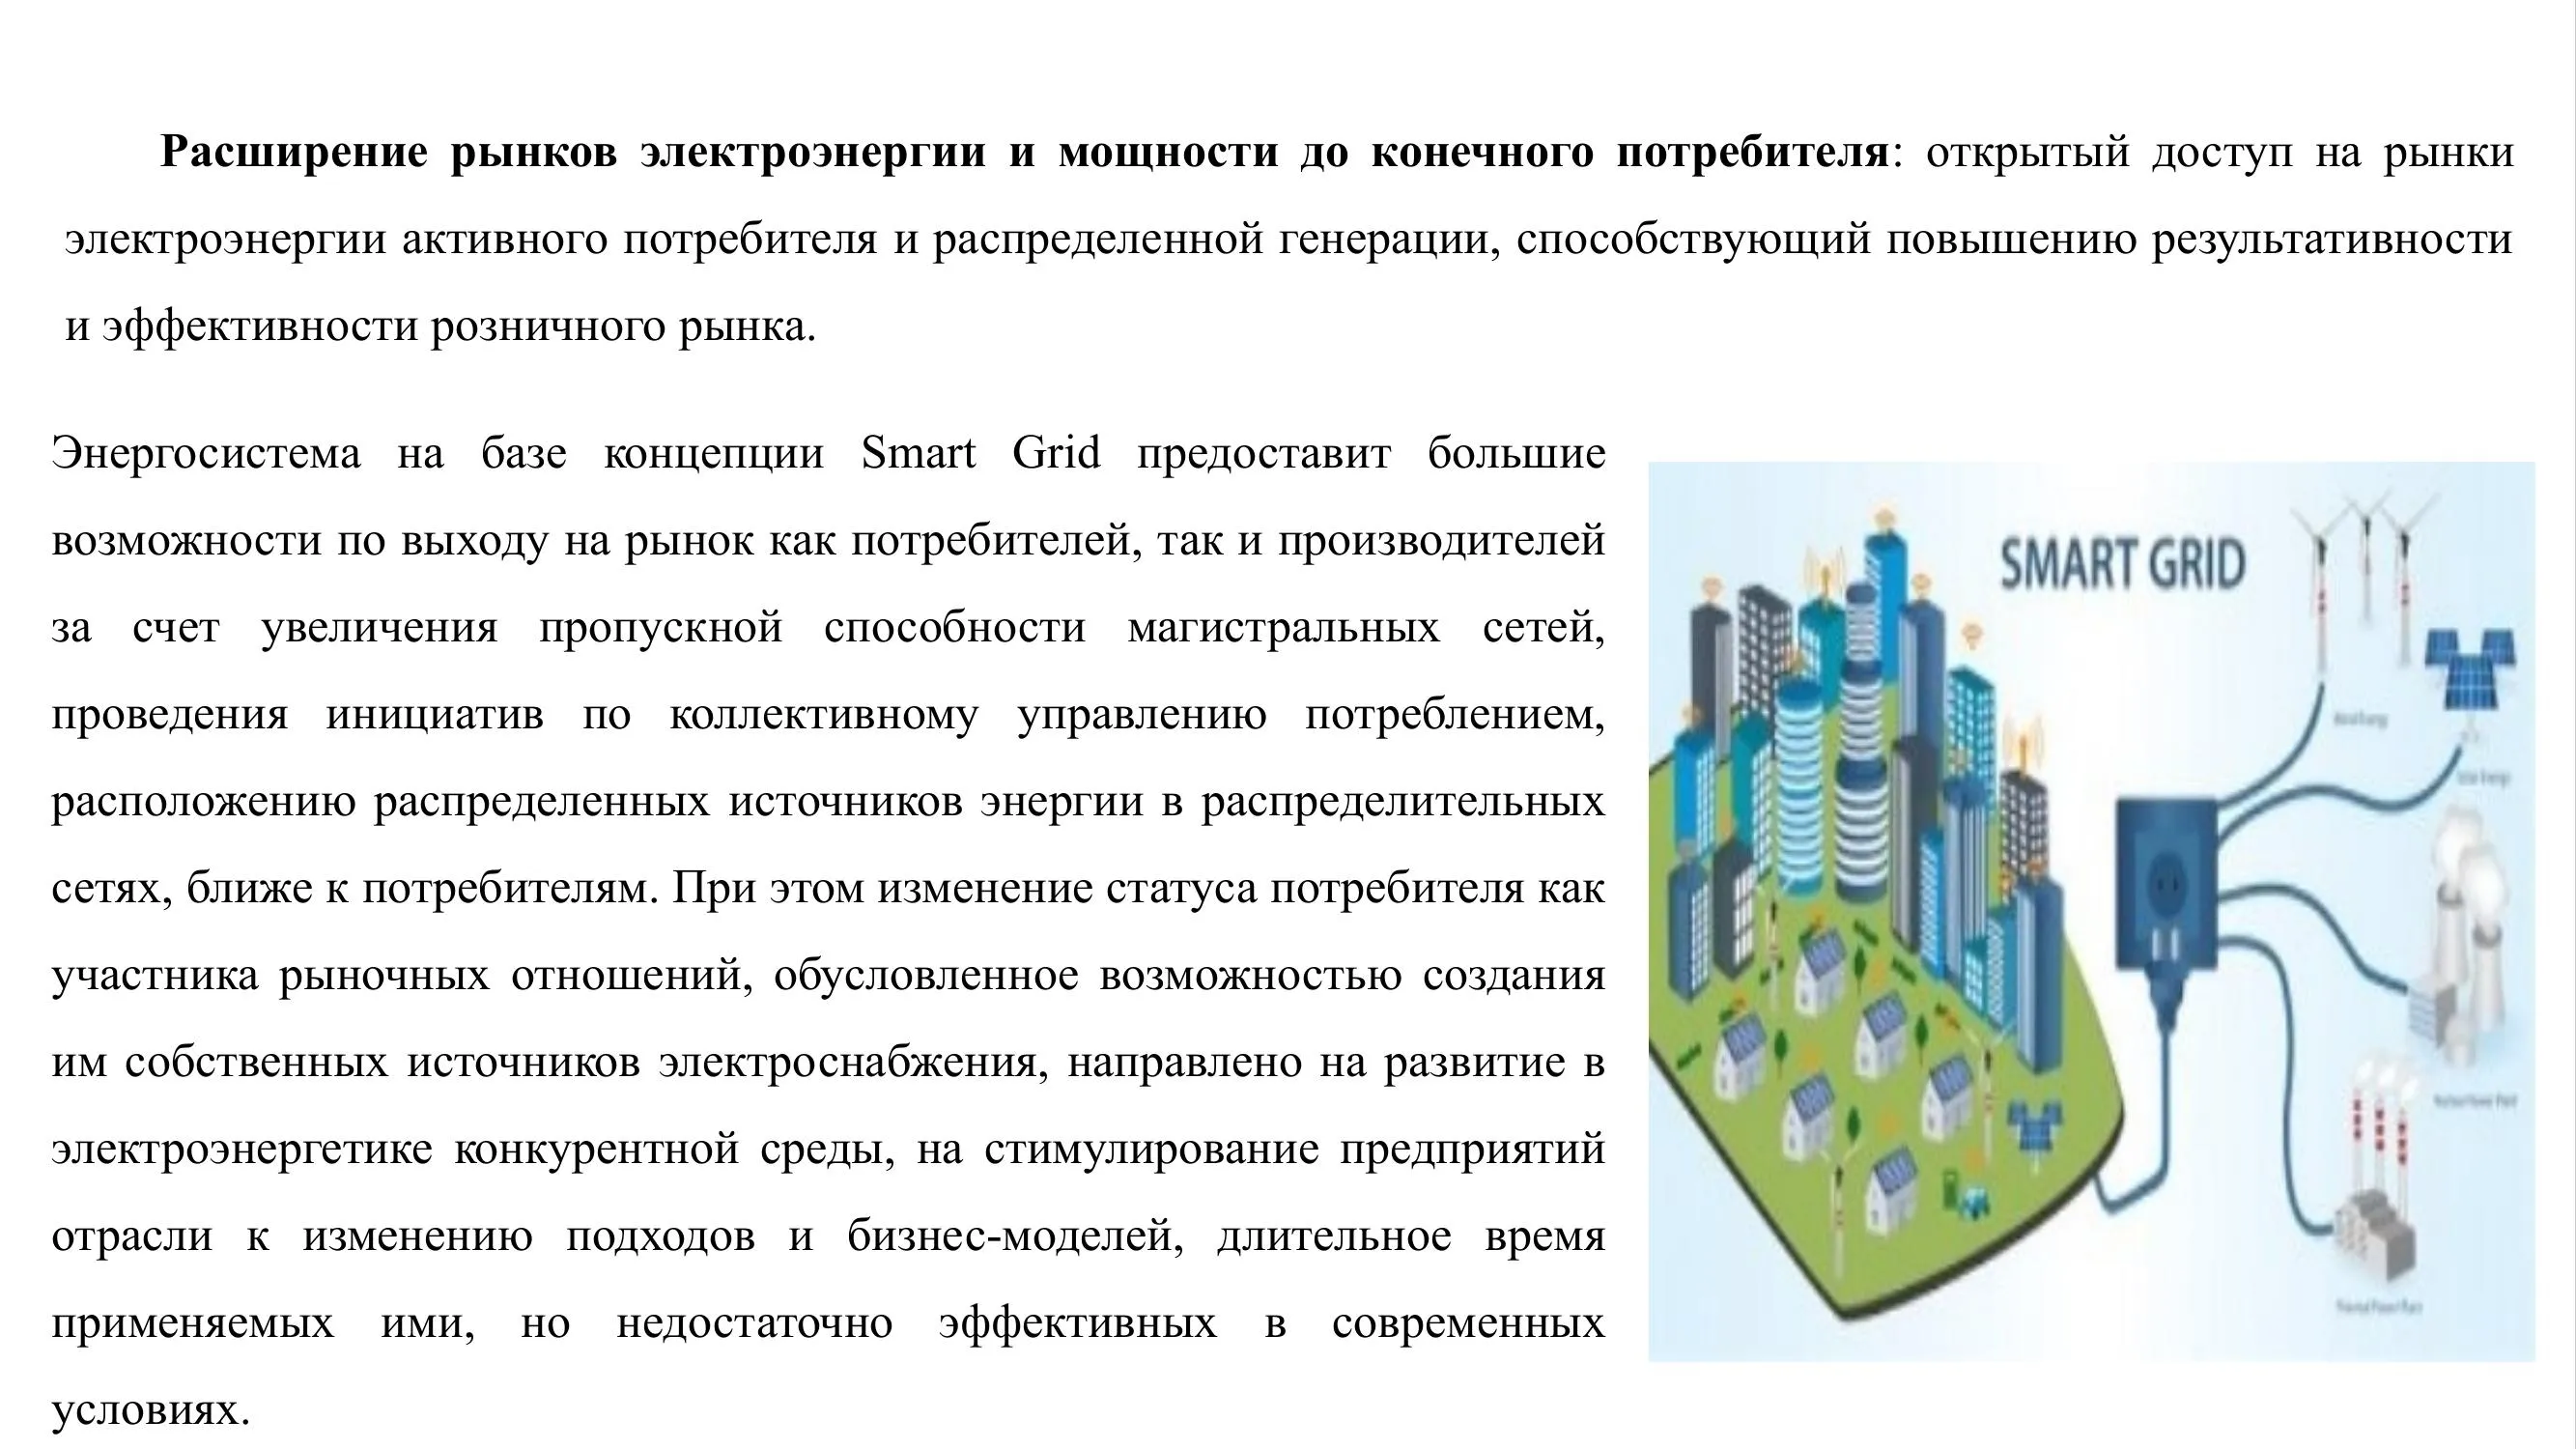 Расширение рынков электроэнергии и мощности до конечного потребителя: открытый доступ на рынки
электроэнергии активного потребителя и распределенной генерации, способствующий повышению результативности
и эффективности розничного рынка.
Энергосистема на базе концепции Smart Grid предоставит большие
возможности по выходу на рынок как потребителей, так и производителей
за счет увеличения пропускной способности магистральных сетей,
проведения инициатив по коллективному управлению потреблением,
расположению распределенных источников энергии в распределительных
сетях, ближе к потребителям. При этом изменение статуса потребителя как
участника рыночных отношений, обусловленное возможностью создания
им собственных источников электроснабжения, направлено на развитие в
электроэнергетике конкурентной среды, на стимулирование предприятий
отрасли к изменению подходов и бизнес-моделей, длительное время
применяемых ими, но недостаточно эффективных в современных
условиях.
SMART GRID